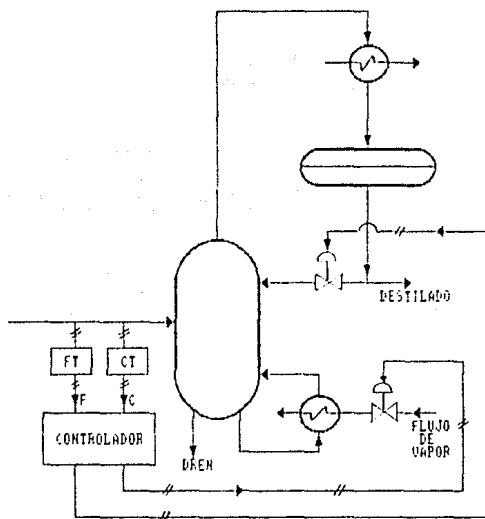 DESTILADO
FT
CT
F
C
CONTROLADOR
DREN
FLUJO
DE
VAPOR